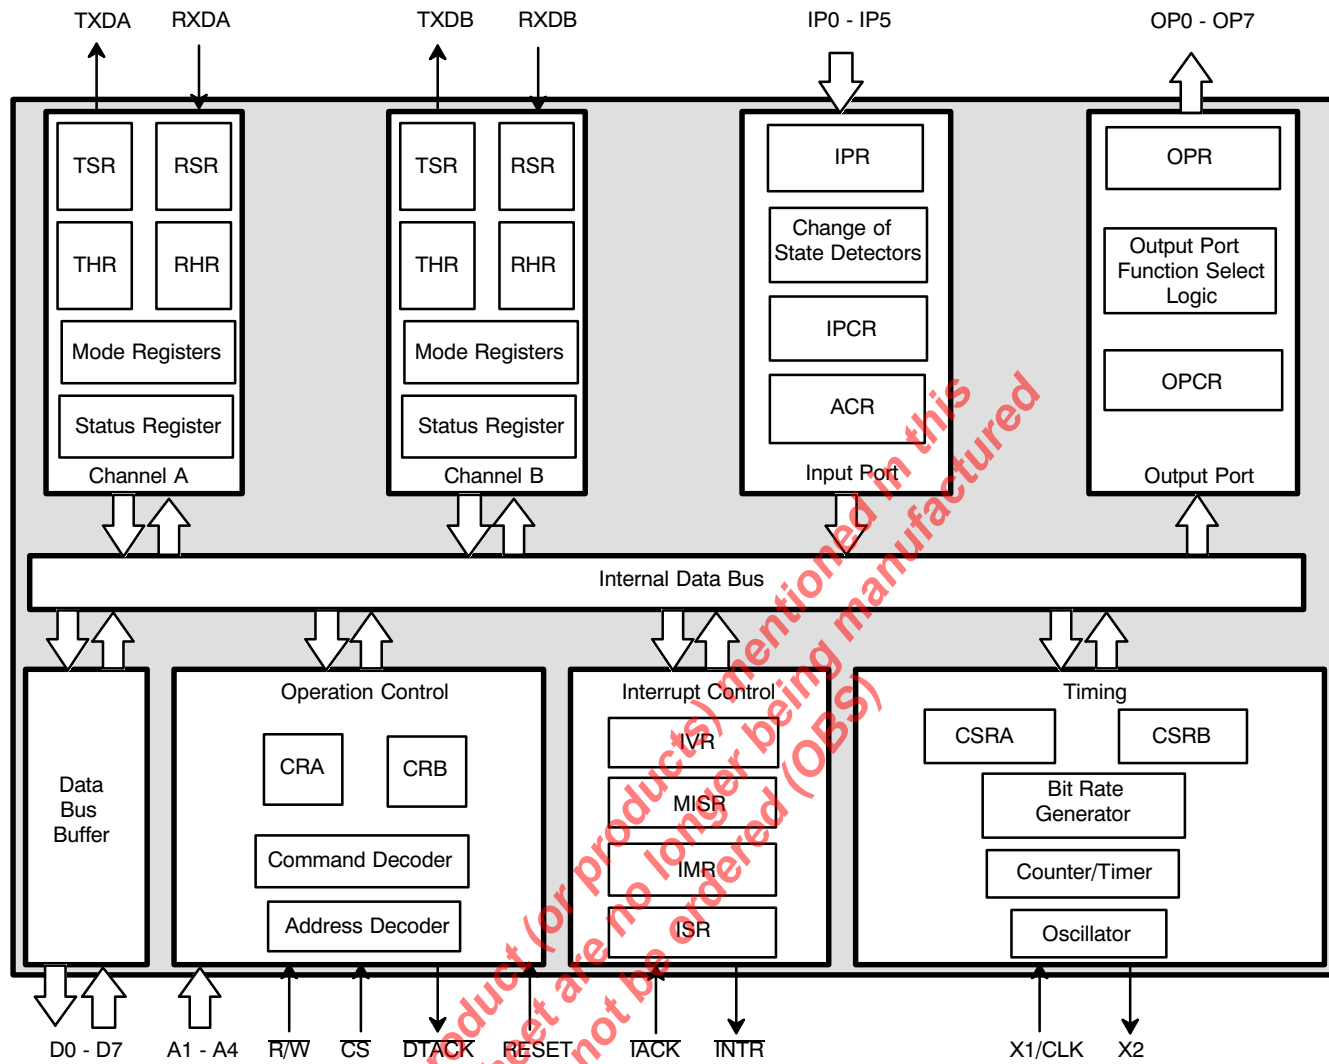 TXDA RXDA TXDB RXDB IP0 - IP5 OP0 - OP7
TSR RSR TSR RSR IPR OPR
THR RHR THR RHR
Change of
State Detectors
Output Port
Function Select
Logic
IPCR
Mode Registers Mode Registers
ACR
OPCR
Status Register Status Register
Channel A Channel B Input Port Output Port
Internal Data Bus
Data
Bus
Buffer
Operation Control
CRA CRB
Command Decoder
Address Decoder
Interrupt Control
IVR
MISR
IMR
ISR
Timing
CSRA CSRB
Bit Rate
Generator
Counter/Timer
Oscillator
D0 - D7 A1 - A4 R/W CS DTACK RESET IACK INTR X1/CLK X2
product (or products) mentioned in this
sheet are no longer being manufactured
not be ordered (OBS)